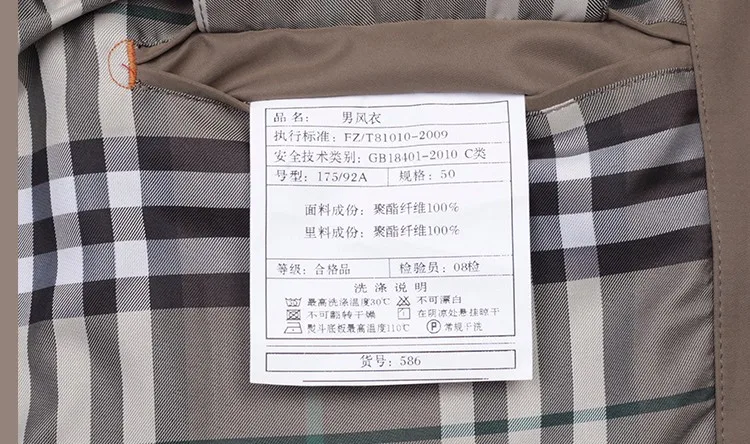 品名: 男风衣
执行标准: FZ/T81010-2009
安全技术类别: GB18401-2010 C类
号型: 175/92A 规格: 50
面料成份: 聚酯纤维100%
里料成份: 聚酯纤维100%
等级: 合格品 检验员: 08检
洗涤说明
最高洗涤温度30℃ 不可漂白
不可翻转干燥 在阴凉处悬挂晾干
熨斗底板最高温度110℃ P 常规干洗
货号: 586